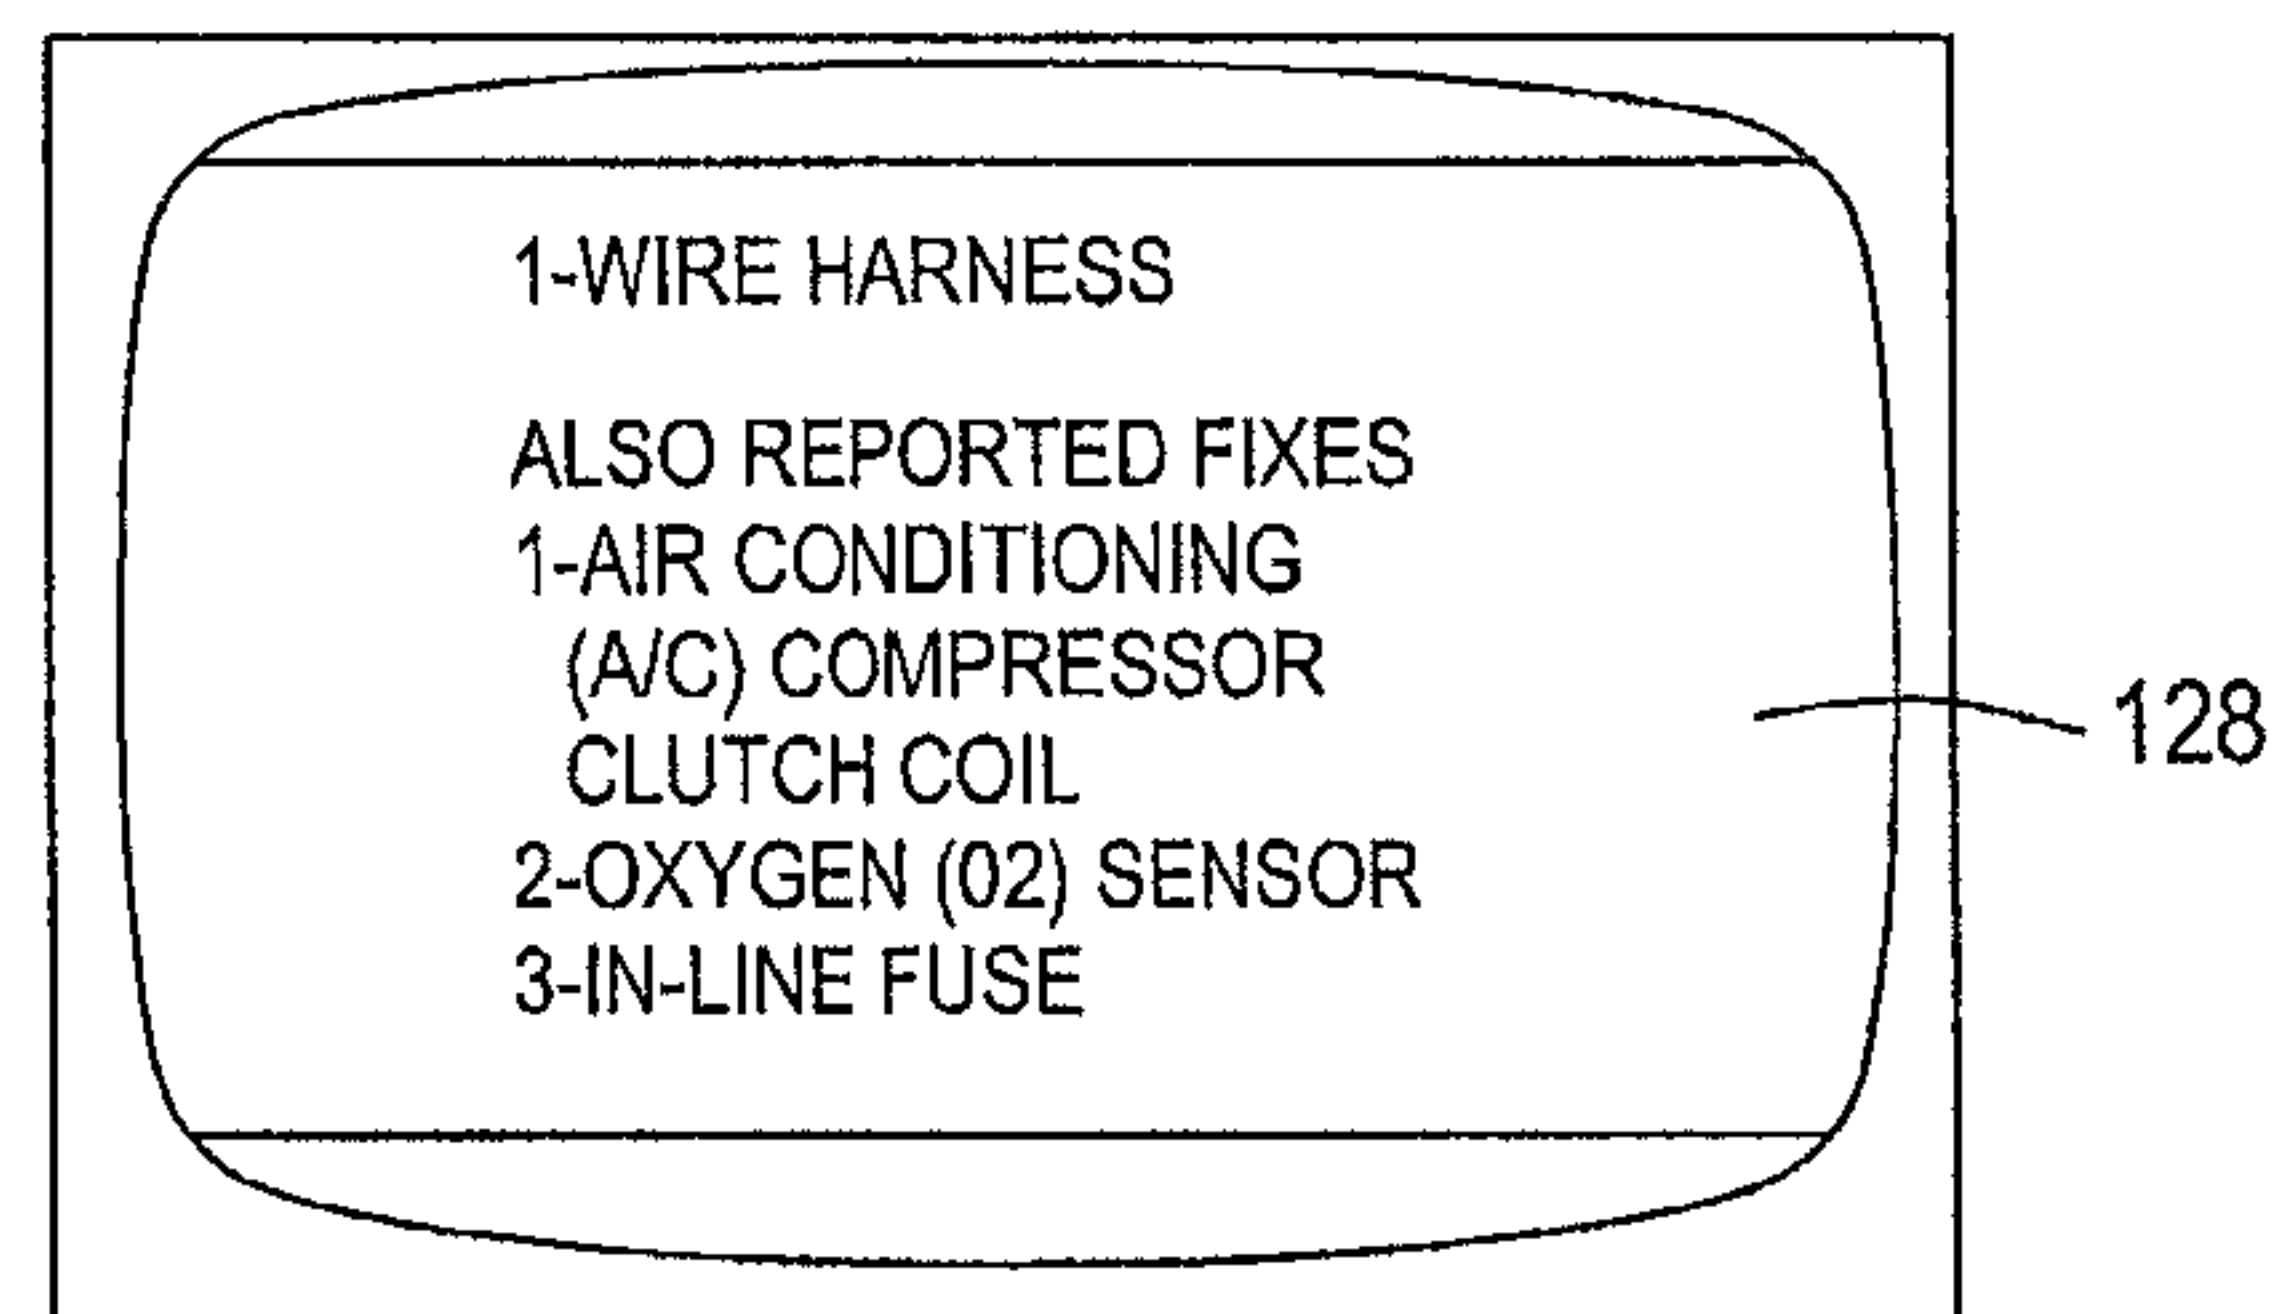 1-WIRE HARNESS
ALSO REPORTED FIXES
1-AIR CONDITIONING
(A/C) COMPRESSOR
CLUTCH COIL
2-OXYGEN (02) SENSOR
3-IN-LINE FUSE
128